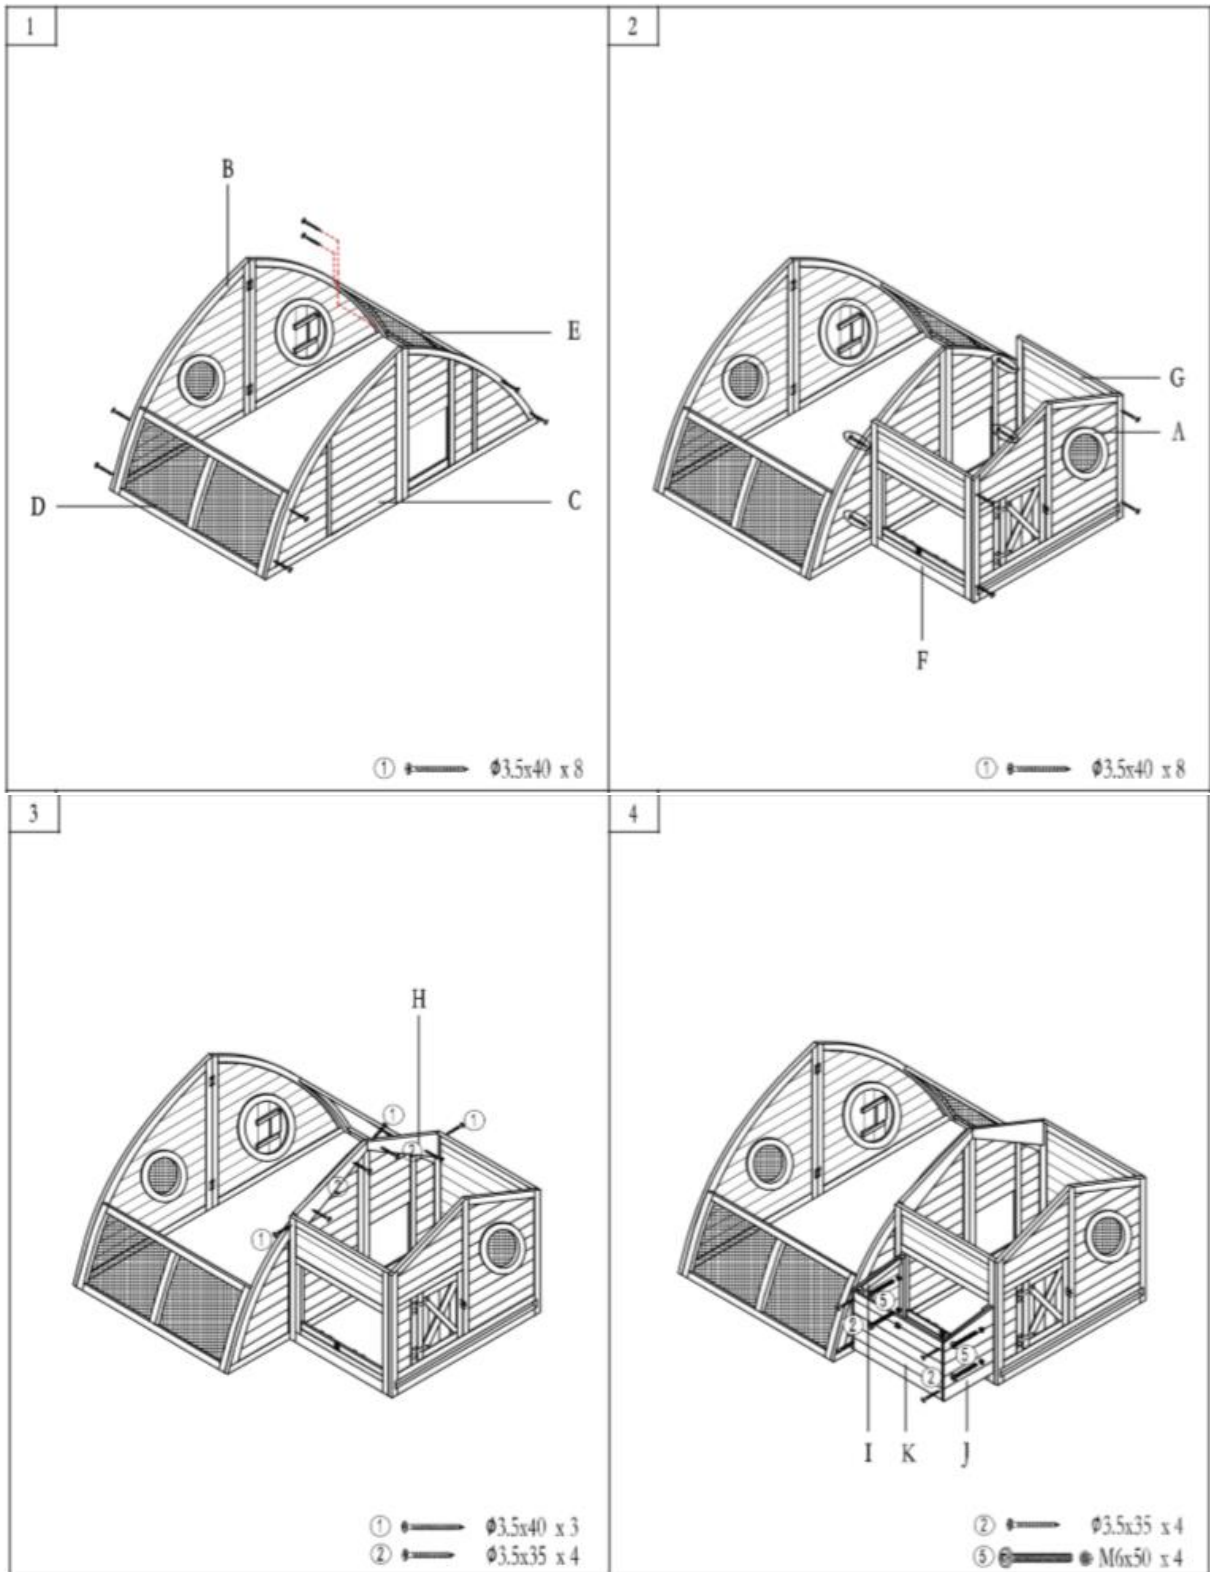 1
B
E
D
C
① ϕ3.5x40 x 8
2
G
A
F
① ϕ3.5x40 x 8
3
H
①
①
②
②
①
① ϕ3.5x40 x 3
② ϕ3.5x35 x 4
4
⑤
②
⑤
②
I K J
② ϕ3.5x35 x 4
⑤ M6x50 x 4